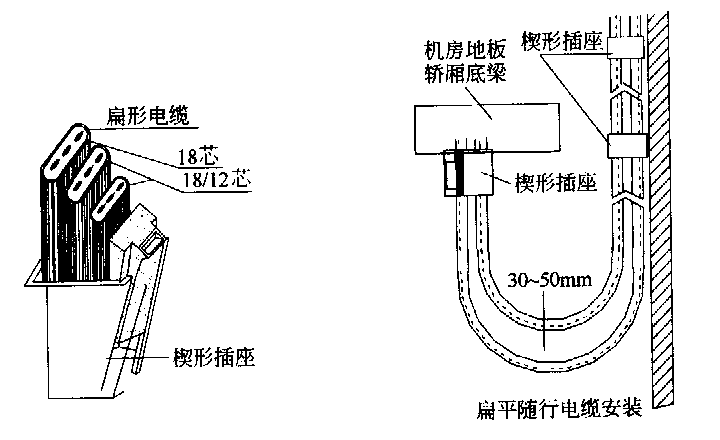 扁形电缆
18芯
18/12芯
楔形插座
机房地板
轿厢底梁
楔形插座
楔形插座
30~50mm
扁平随行电缆安装